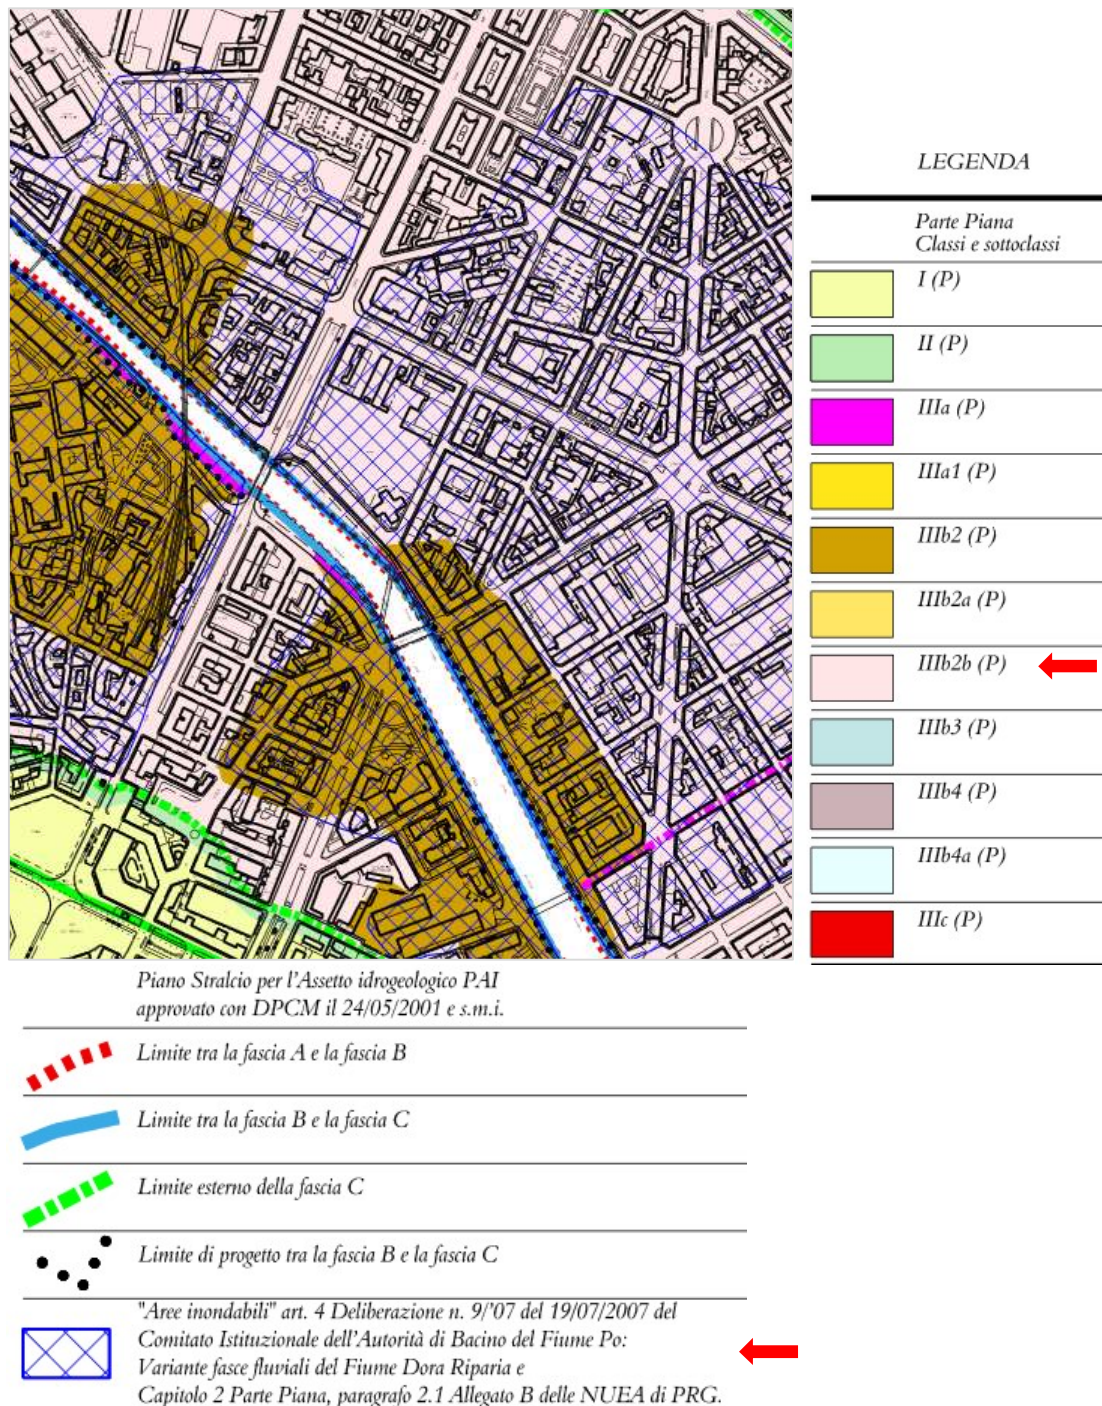 LEGENDA
Parte Piana
Classi e sottoclassi
I (P)
II (P)
IIIa (P)
IIIa1 (P)
IIIb2 (P)
IIIb2a (P)
IIIb2b (P)
IIIb3 (P)
IIIb4 (P)
IIIb4a (P)
IIIc (P)
Piano Stralcio per l'Assetto idrogeologico PAI
approvato con DPCM il 24/05/2001 e s.m.i.
Limite tra la fascia A e la fascia B
Limite tra la fascia B e la fascia C
Limite esterno della fascia C
Limite di progetto tra la fascia B e la fascia C
"Aree inondabili" art. 4 Deliberazione n. 9/'07 del 19/07/2007 del
Comitato Istituzionale dell'Autorità di Bacino del Fiume Po:
Variante fasce fluviali del Fiume Dora Riparia e
Capitolo 2 Parte Piana, paragrafo 2.1 Allegato B delle NUEA di PRG.